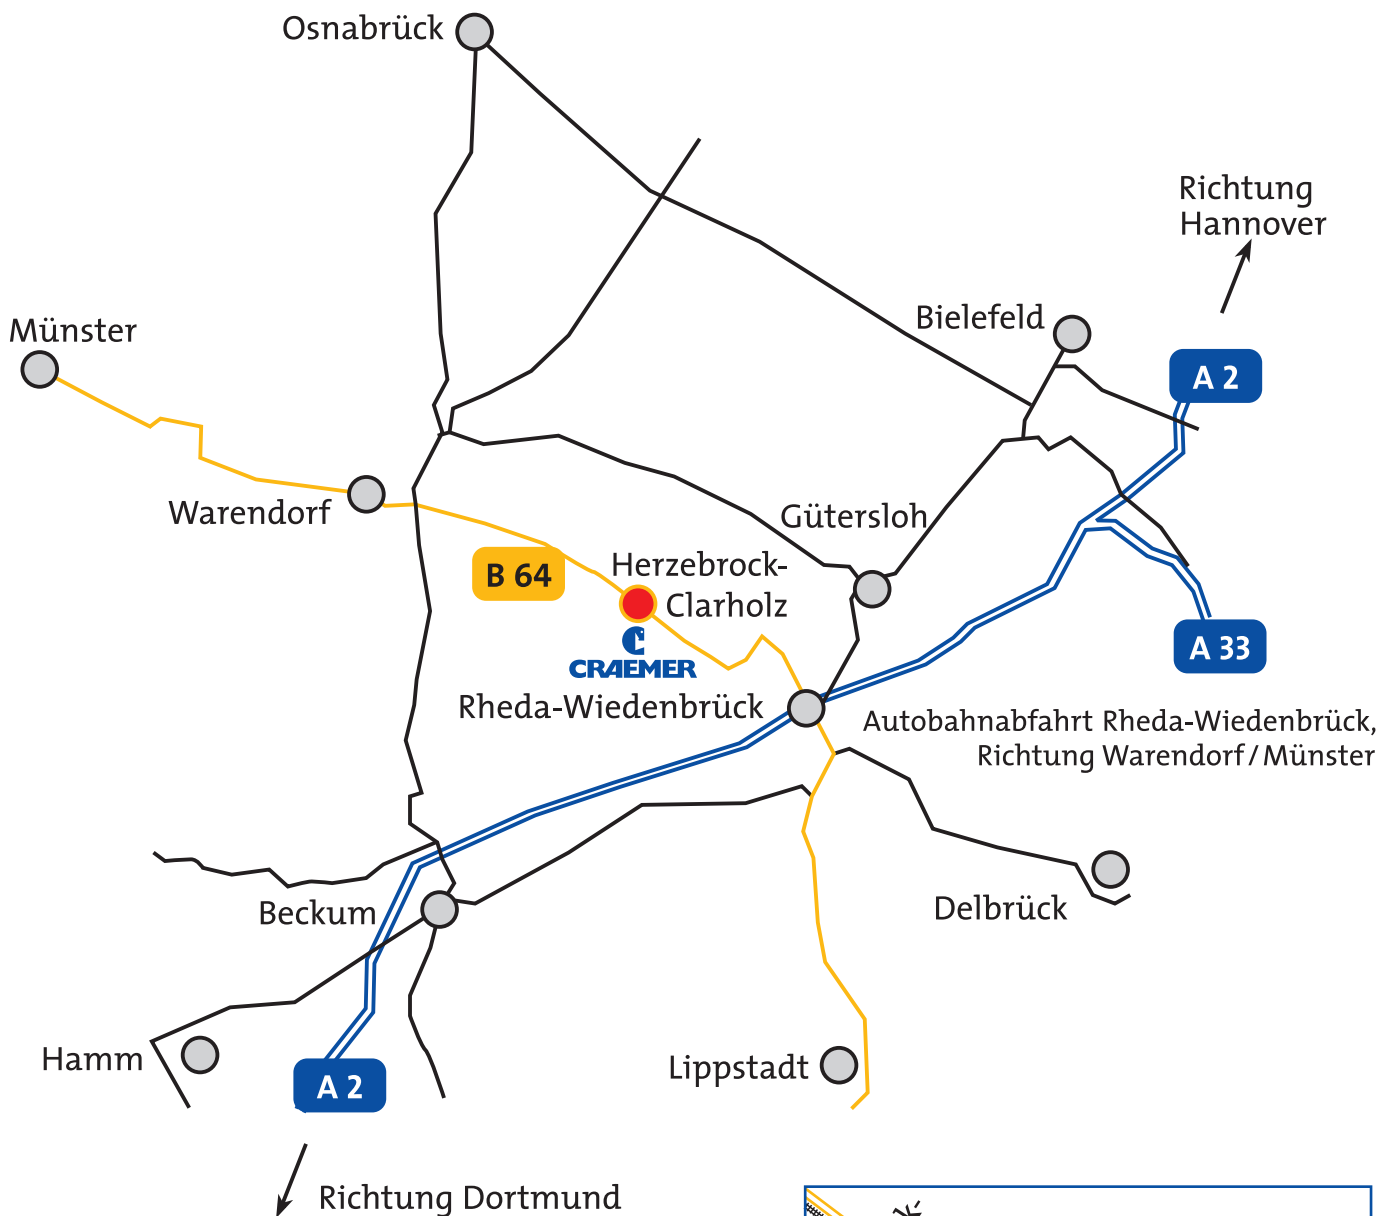 Osnabrück
Richtung
Hannover
Bielefeld
Münster
A 2
Warendorf
Gütersloh
B 64
Herzebrock-
Clarholz
CRAEMER
A 33
Rheda-Wiedenbrück
Autobahnabfahrt Rheda-Wiedenbrück,
Richtung Warendorf/Münster
Beckum
Delbrück
Hamm
Lippstadt
A 2
Richtung Dortmund